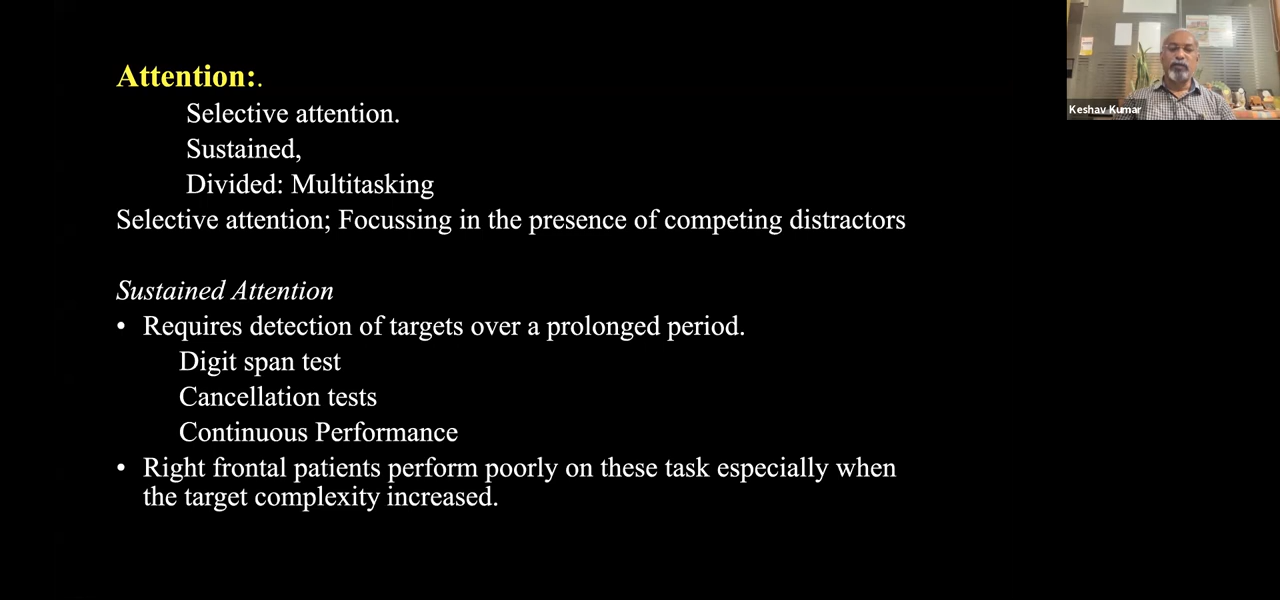 Attention:.
Selective attention.
Sustained,
Divided: Multitasking
Selective attention; Focussing in the presence of competing distractors
Sustained Attention
• Requires detection of targets over a prolonged period.
Digit span test
Cancellation tests
Continuous Performance
• Right frontal patients perform poorly on these task especially when
the target complexity increased.
Keshav Kumar